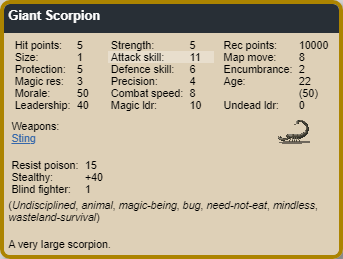 Giant Scorpion
Hit points: 5 Strength: 5 Rec points: 10000
Size: 1 Attack skill: 11 Map move: 8
Protection: 5 Defence skill: 6 Encumbrance: 2
Magic res: 3 Precision: 4 Age: 22
Morale: 50 Combat speed: 8 (50)
Leadership: 40 Magic ldr: 10 Undead ldr: 0
Weapons:
Sting
Resist poison: 15
Stealthy: +40
Blind fighter: 1
(Undisciplined, animal, magic-being, bug, need-not-eat, mindless,
wasteland-survival)
A very large scorpion.